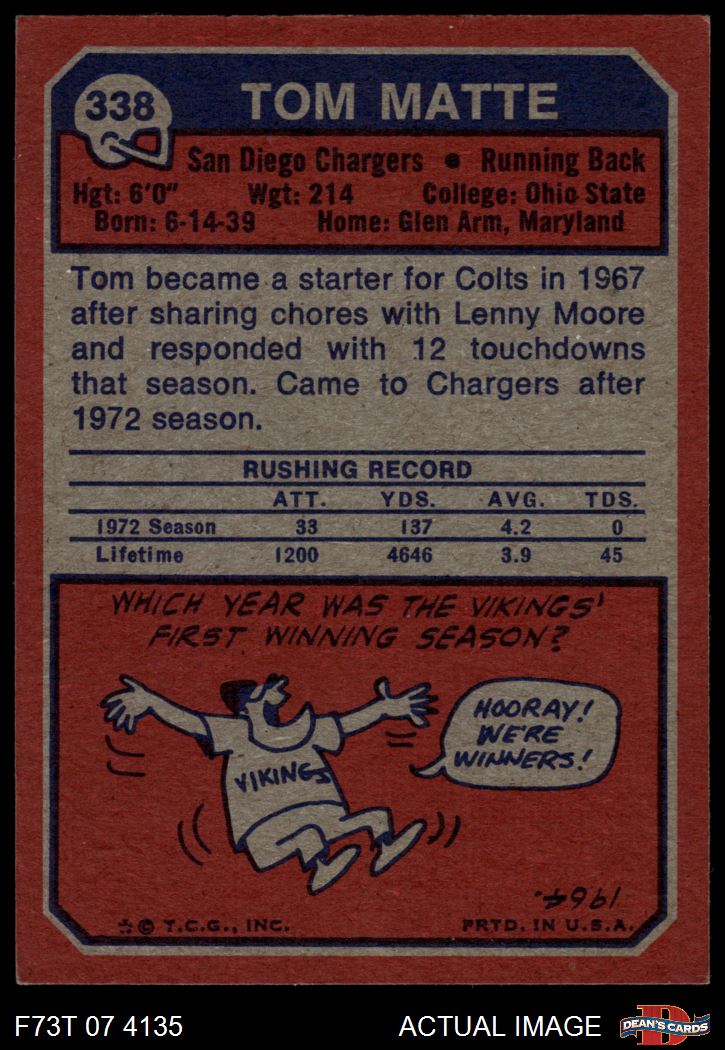 338
TOM MATTE
San Diego Chargers • Running Back
Hgt: 6'0" Wgt: 214 College: Ohio State
Born: 6-14-39 Home: Glen Arm, Maryland
Tom became a starter for Colts in 1967
after sharing chores with Lenny Moore
and responded with 12 touchdowns
that season. Came to Chargers after
1972 season.
RUSHING RECORD
ATT. YDS. AVG. TDS.
1972 Season 33 137 4.2 0
Lifetime 1200 4646 3.9 45
WHICH YEAR WAS THE VIKINGS'
FIRST WINNING SEASON?
HOORAY!
WE'RE
WINNERS!
VIKINGS
1964.
* © T.C.G., INC. PRTD. IN U.S.A.
F73T 07 4135 ACTUAL IMAGE
D
DEAN'S CARDS